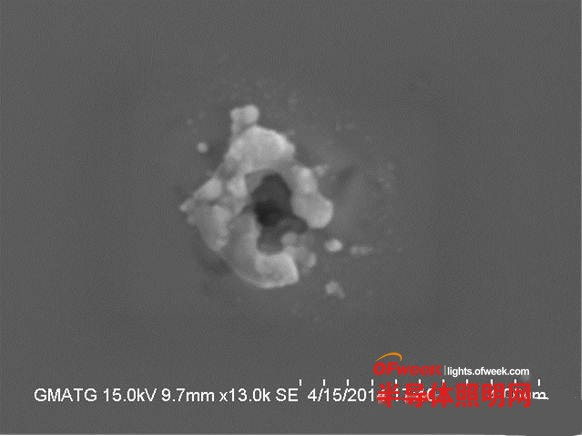 OFweek lights.ofweek.com
GMATG 15.0kV 9.7mm x13.0k SE 4/15/201
半导体照明网